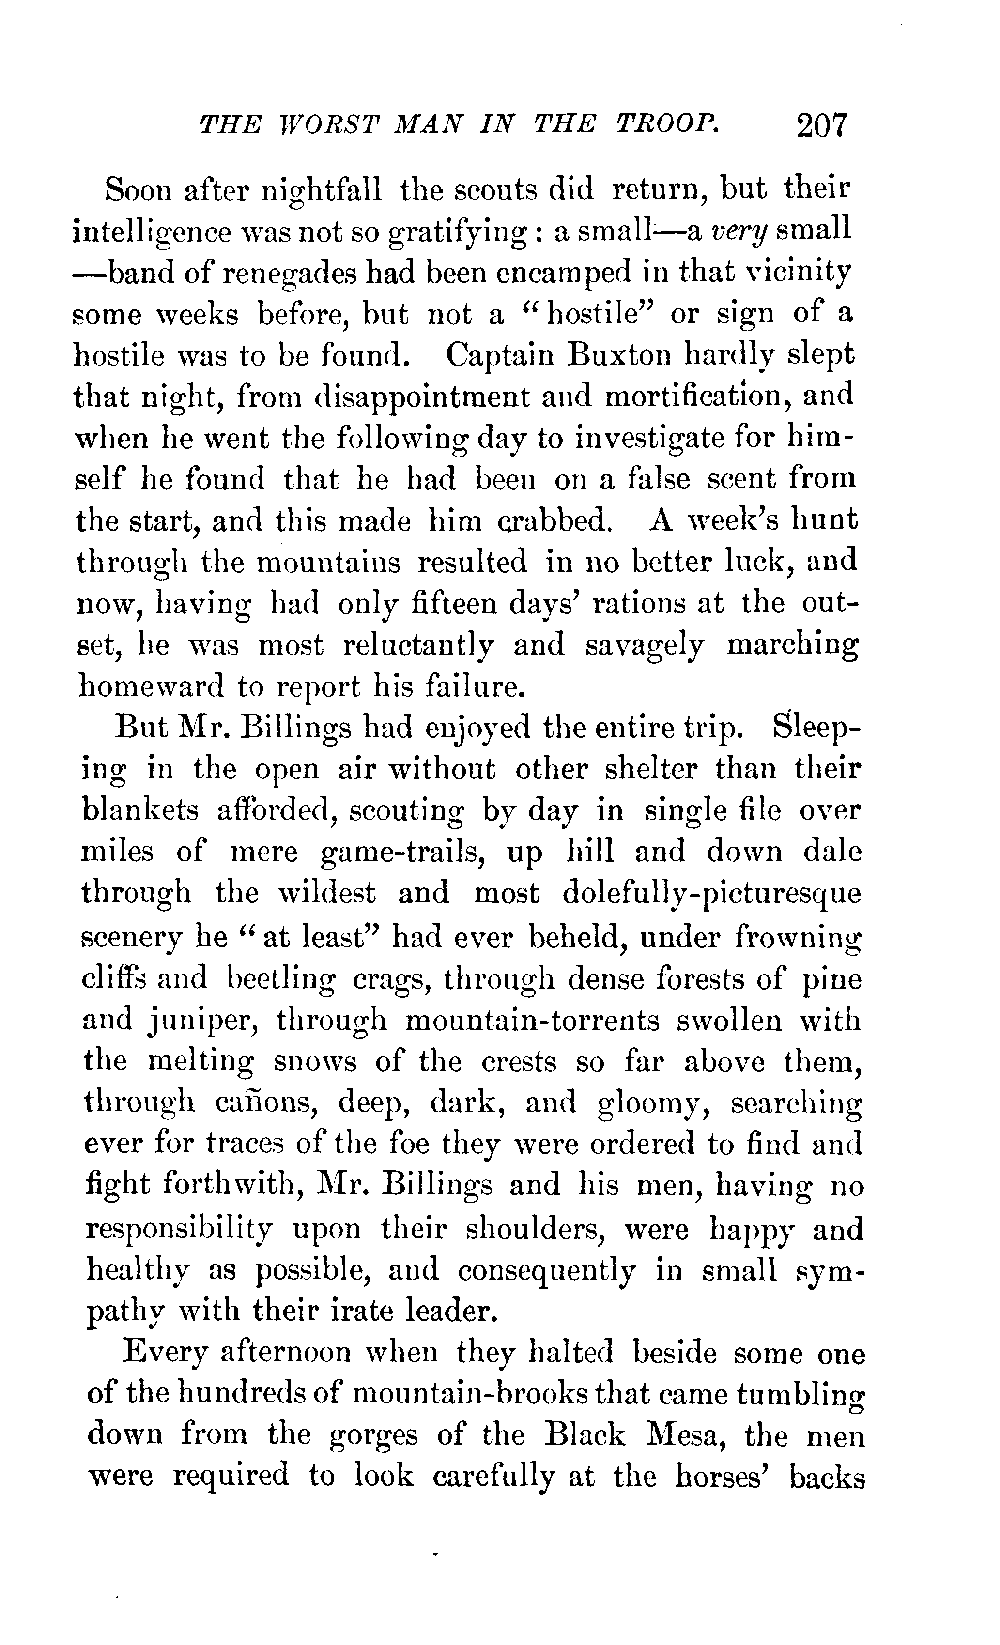 THE WORST MAN IN THE TROOP. 207
Soon after nightfall the scouts did return, but their
intelligence was not so gratifying : a small—a very small
—band of renegades had been encamped in that vicinity
some weeks before, but not a “hostile” or sign of a
hostile was to be found. Captain Buxton hardly slept
that night, from disappointment and mortification, and
when he went the following day to investigate for him-
self he found that he had been on a false scent from
the start, and this made him crabbed. A week’s hunt
through the mountains resulted in no better luck, and
now, having had only fifteen days’ rations at the out-
set, he was most reluctantly and savagely marching
homeward to report his failure.
But Mr. Billings had enjoyed the entire trip. Sleep-
ing in the open air without other shelter than their
blankets afforded, scouting by day in single file over
miles of mere game-trails, up hill and down dale
through the wildest and most dolefully-picturesque
scenery he “at least” had ever beheld, under frowning
cliffs and beetling crags, through dense forests of pine
and juniper, through mountain-torrents swollen with
the melting snows of the crests so far above them,
through cañons, deep, dark, and gloomy, searching
ever for traces of the foe they were ordered to find and
fight forthwith, Mr. Billings and his men, having no
responsibility upon their shoulders, were happy and
healthy as possible, and consequently in small sym-
pathy with their irate leader.
Every afternoon when they halted beside some one
of the hundreds of mountain-brooks that came tumbling
down from the gorges of the Black Mesa, the men
were required to look carefully at the horses’ backs